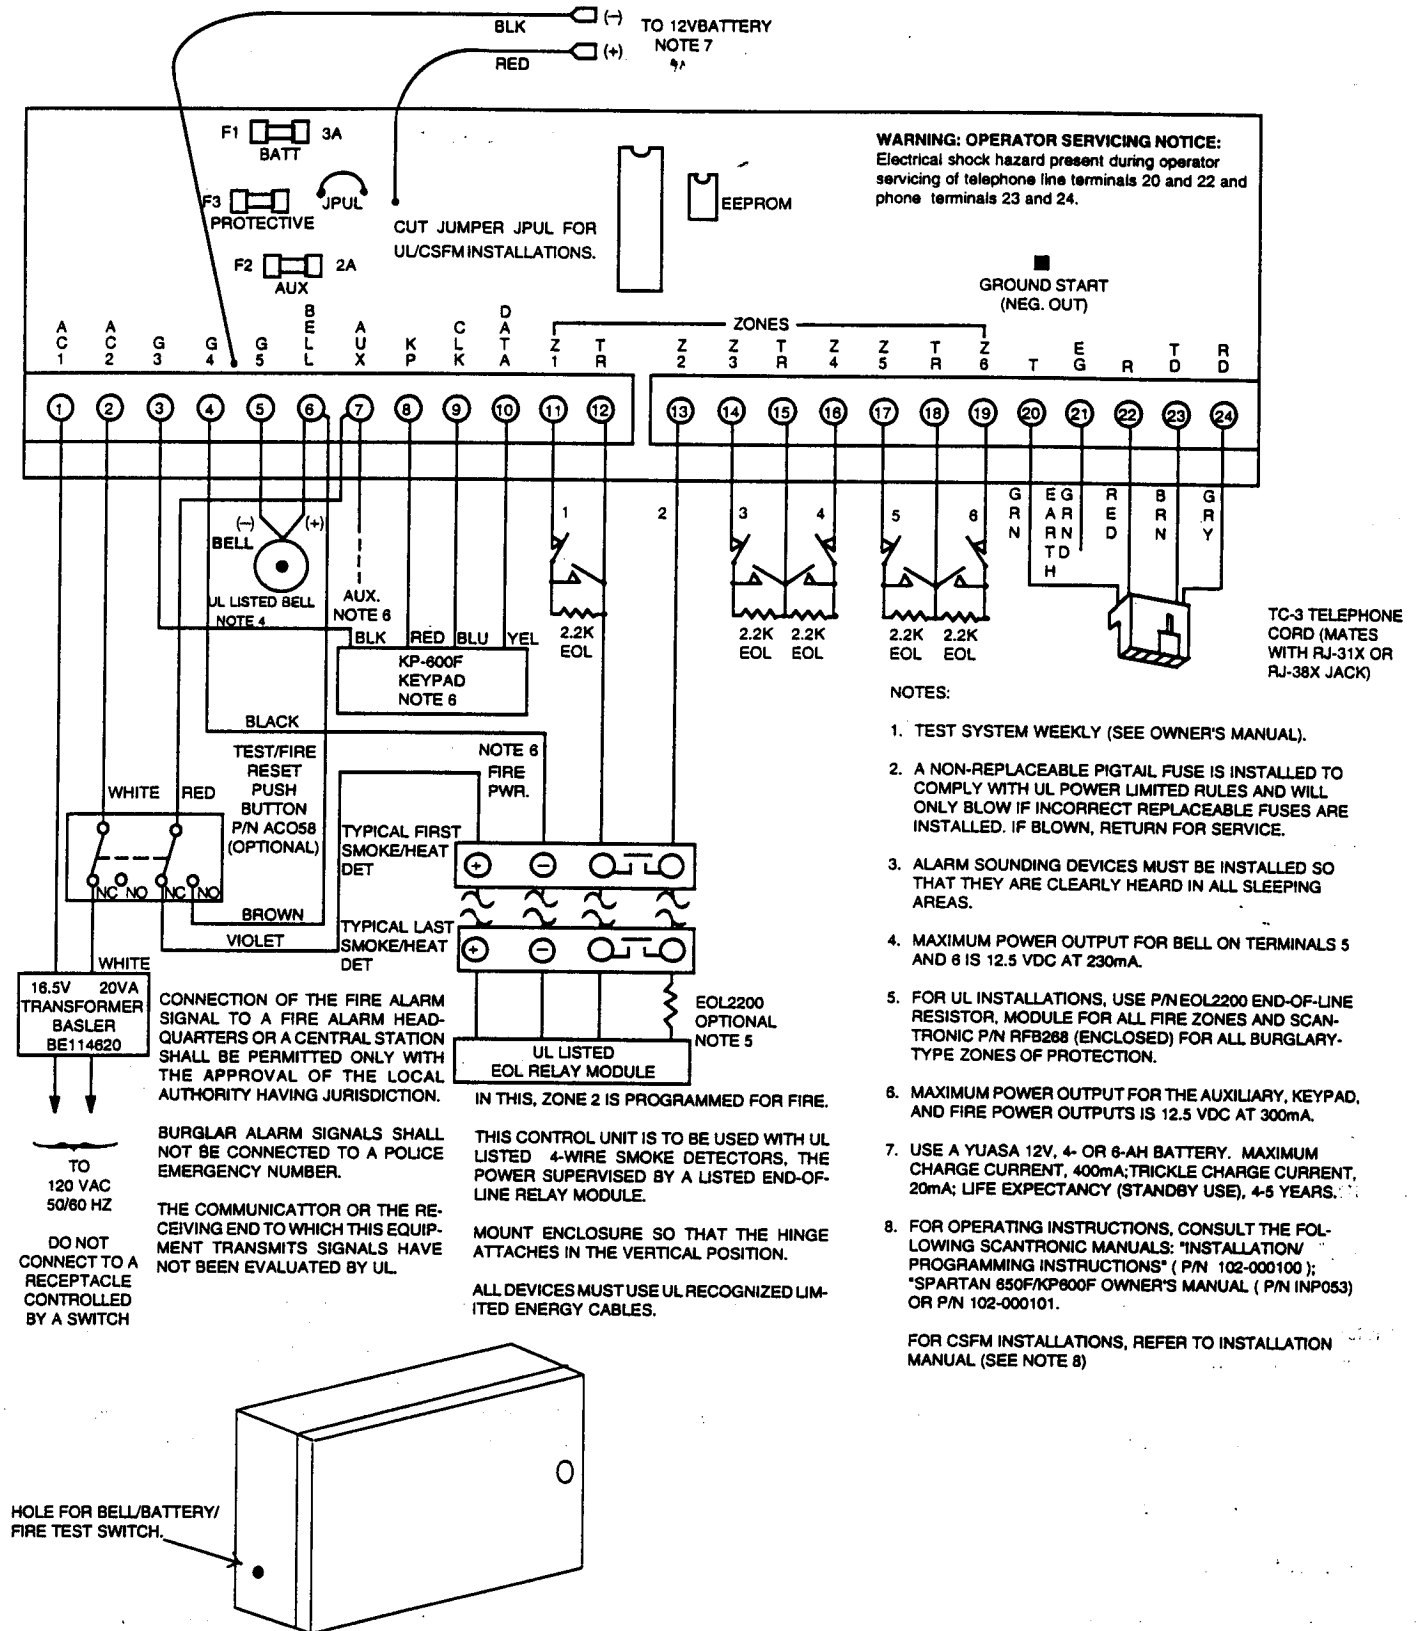 BLK
(–)
TO 12VBATTERY
NOTE 7
RED
(+)
F1
3A
BATT
F3
PROTECTIVE
JPUL
F2
2A
AUX
CUT JUMPER JPUL FOR
UL/CSFM INSTALLATIONS.
EEPROM
WARNING: OPERATOR SERVICING NOTICE:
Electrical shock hazard present during operator
servicing of telephone line terminals 20 and 22 and
phone terminals 23 and 24.
GROUND START
(NEG. OUT)
ZONES
AC1
AC2
G3
G4
G5
BELL
AUX
KP
CLK
DATA
Z1
TR
Z2
Z3
TR
Z4
Z5
TR
Z6
T
EG
R
TD
RD
1
2
3
4
5
6
7
8
9
10
11
12
13
14
15
16
17
18
19
20
21
22
23
24
(–)
(+)
BELL
UL LISTED BELL
NOTE 4
AUX.
NOTE 6
BLK
RED
BLU
YEL
KP-600F
KEYPAD
NOTE 6
1
2
3
4
5
6
2.2K
EOL
2.2K
EOL
2.2K
EOL
2.2K
EOL
2.2K
EOL
GRN
EARTH
GRND
RED
BRN
GRY
TC-3 TELEPHONE
CORD (MATES
WITH RJ-31X OR
RJ-38X JACK)
BLACK
TEST/FIRE
RESET
PUSH
BUTTON
P/N ACO58
(OPTIONAL)
WHITE
RED
NC
NO
NC
NO
BROWN
VIOLET
WHITE
NOTE 6
FIRE
PWR.
TYPICAL FIRST
SMOKE/HEAT
DET
+
–
TYPICAL LAST
SMOKE/HEAT
DET
+
–
EOL2200
OPTIONAL
NOTE 5
UL LISTED
EOL RELAY MODULE
16.5V 20VA
TRANSFORMER
BASLER
BE114620
TO
120 VAC
50/60 HZ
DO NOT
CONNECT TO A
RECEPTACLE
CONTROLLED
BY A SWITCH
CONNECTION OF THE FIRE ALARM
SIGNAL TO A FIRE ALARM HEAD-
QUARTERS OR A CENTRAL STATION
SHALL BE PERMITTED ONLY WITH
THE APPROVAL OF THE LOCAL
AUTHORITY HAVING JURISDICTION.
BURGLAR ALARM SIGNALS SHALL
NOT BE CONNECTED TO A POLICE
EMERGENCY NUMBER.
THE COMMUNICATTOR OR THE RE-
CEIVING END TO WHICH THIS EQUIP-
MENT TRANSMITS SIGNALS HAVE
NOT BEEN EVALUATED BY UL.
IN THIS, ZONE 2 IS PROGRAMMED FOR FIRE.
THIS CONTROL UNIT IS TO BE USED WITH UL
LISTED 4-WIRE SMOKE DETECTORS, THE
POWER SUPERVISED BY A LISTED END-OF-
LINE RELAY MODULE.
MOUNT ENCLOSURE SO THAT THE HINGE
ATTACHES IN THE VERTICAL POSITION.
ALL DEVICES MUST USE UL RECOGNIZED LIM-
ITED ENERGY CABLES.
NOTES:
1. TEST SYSTEM WEEKLY (SEE OWNER'S MANUAL).
2. A NON-REPLACEABLE PIGTAIL FUSE IS INSTALLED TO
COMPLY WITH UL POWER LIMITED RULES AND WILL
ONLY BLOW IF INCORRECT REPLACEABLE FUSES ARE
INSTALLED. IF BLOWN, RETURN FOR SERVICE.
3. ALARM SOUNDING DEVICES MUST BE INSTALLED SO
THAT THEY ARE CLEARLY HEARD IN ALL SLEEPING
AREAS.
4. MAXIMUM POWER OUTPUT FOR BELL ON TERMINALS 5
AND 6 IS 12.5 VDC AT 230mA.
5. FOR UL INSTALLATIONS, USE P/N EOL2200 END-OF-LINE
RESISTOR, MODULE FOR ALL FIRE ZONES AND SCAN-
TRONIC P/N RFB268 (ENCLOSED) FOR ALL BURGLARY-
TYPE ZONES OF PROTECTION.
6. MAXIMUM POWER OUTPUT FOR THE AUXILIARY, KEYPAD,
AND FIRE POWER OUTPUTS IS 12.5 VDC AT 300mA.
7. USE A YUASA 12V, 4- OR 6-AH BATTERY. MAXIMUM
CHARGE CURRENT, 400mA;TRICKLE CHARGE CURRENT,
20mA; LIFE EXPECTANCY (STANDBY USE), 4-5 YEARS.
8. FOR OPERATING INSTRUCTIONS, CONSULT THE FOL-
LOWING SCANTRONIC MANUALS: "INSTALLATION/
PROGRAMMING INSTRUCTIONS" ( P/N 102-000100 );
"SPARTAN 650F/KP600F OWNER'S MANUAL ( P/N INP053)
OR P/N 102-000101.
FOR CSFM INSTALLATIONS, REFER TO INSTALLATION
MANUAL (SEE NOTE 8)
HOLE FOR BELL/BATTERY/
FIRE TEST SWITCH.